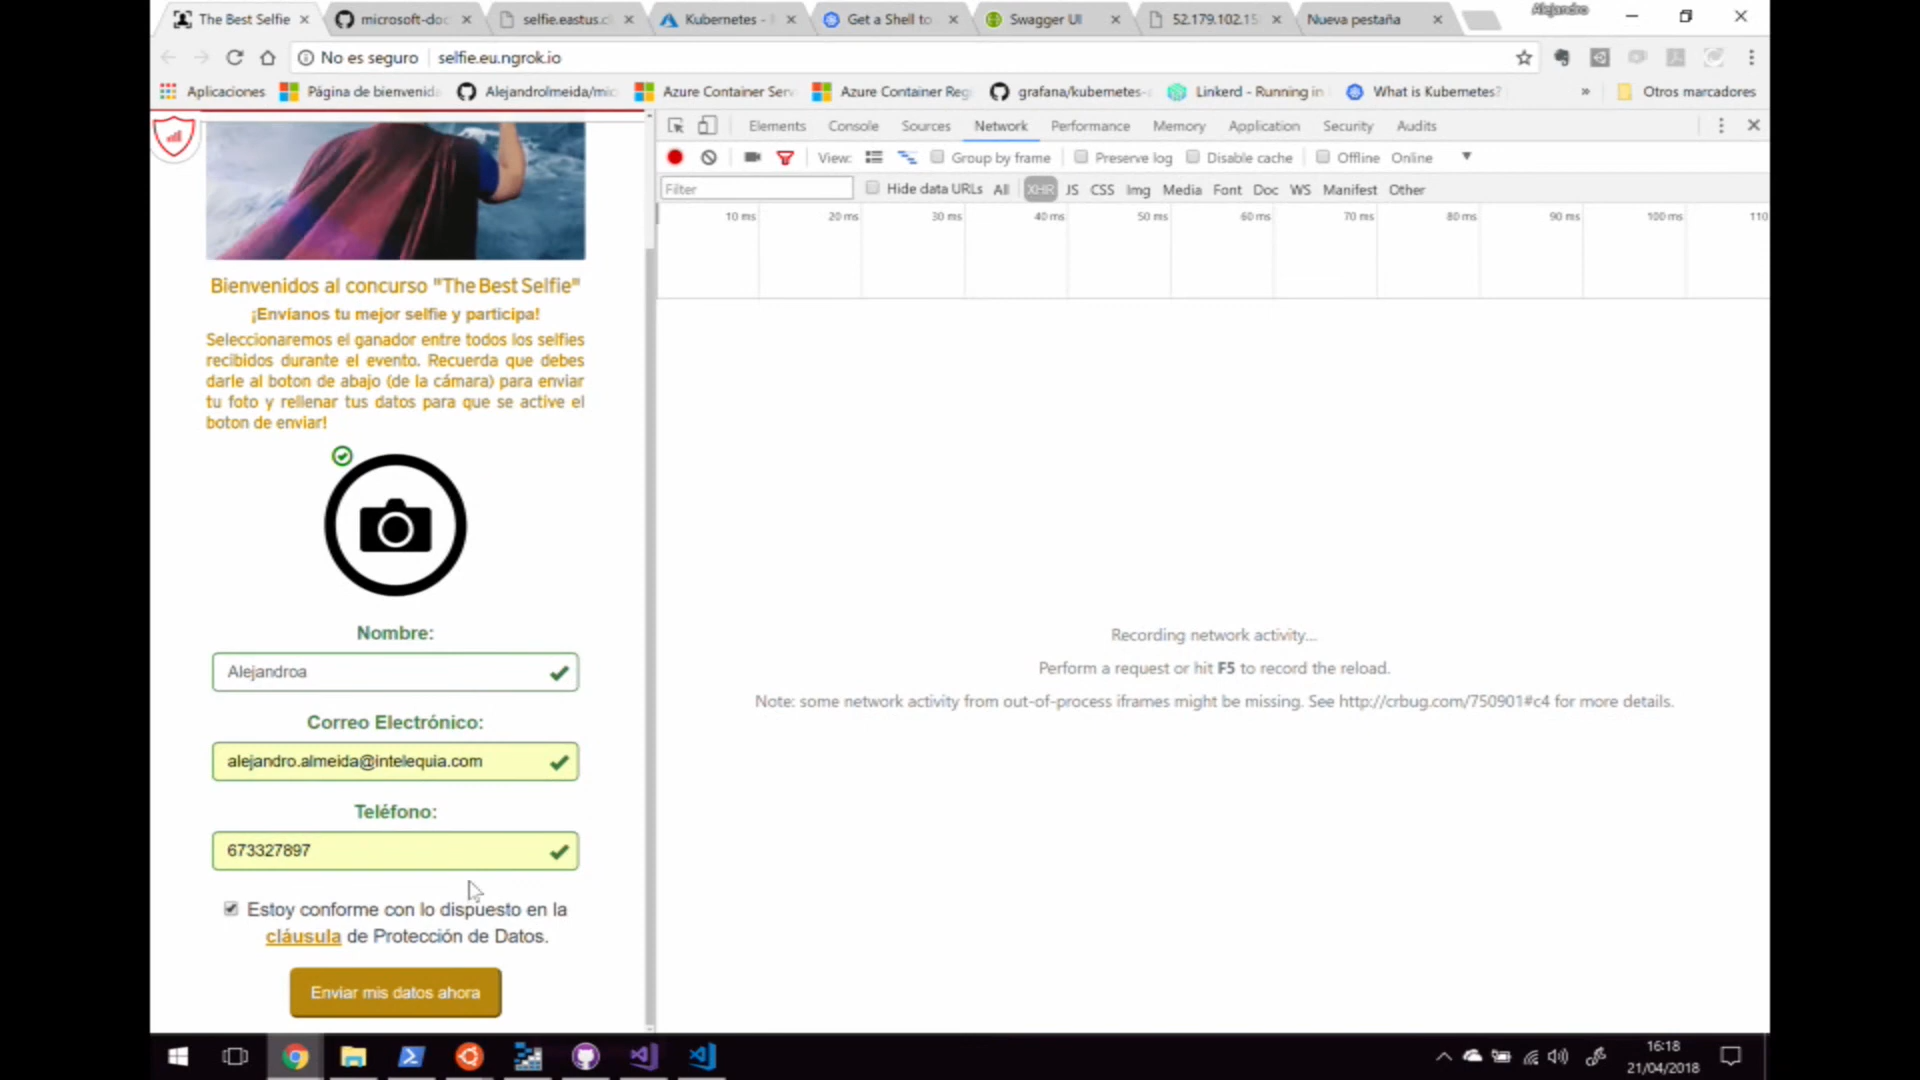 The Best Selfie
microsoft-doc
selfie.eastus.cl
Kubernetes -
Get a Shell to
Swagger UI
52.179.102.15
Nueva pestaña
Alejandro
No es seguro
selfie.eu.ngrok.io
Aplicaciones
Página de bienvenida
AlejandroImeida/mic
Azure Container Serv
Azure Container Reg
grafana/kubernetes-
Linkerd - Running in
What is Kubernetes?
»
Otros marcadores
Elements
Console
Sources
Network
Performance
Memory
Application
Security
Audits
View:
Group by frame
Preserve log
Disable cache
Offline
Online
Filter
Hide data URLs
All
XHR
JS
CSS
Img
Media
Font
Doc
WS
Manifest
Other
10 ms
20 ms
30 ms
40 ms
50 ms
60 ms
70 ms
80 ms
90 ms
100 ms
110
Bienvenidos al concurso "The Best Selfie"
¡Envíanos tu mejor selfie y participa!
Seleccionaremos el ganador entre todos los selfies
recibidos durante el evento. Recuerda que debes
darle al boton de abajo (de la cámara) para enviar
tu foto y rellenar tus datos para que se active el
boton de enviar!
Nombre:
Alejandroa
Correo Electrónico:
alejandro.almeida@intelequia.com
Teléfono:
673327897
Estoy conforme con lo dispuesto en la
cláusula de Protección de Datos.
Enviar mis datos ahora
Recording network activity...
Perform a request or hit F5 to record the reload.
Note: some network activity from out-of-process iframes might be missing. See http://crbug.com/750901#c4 for more details.
16:18
21/04/2018